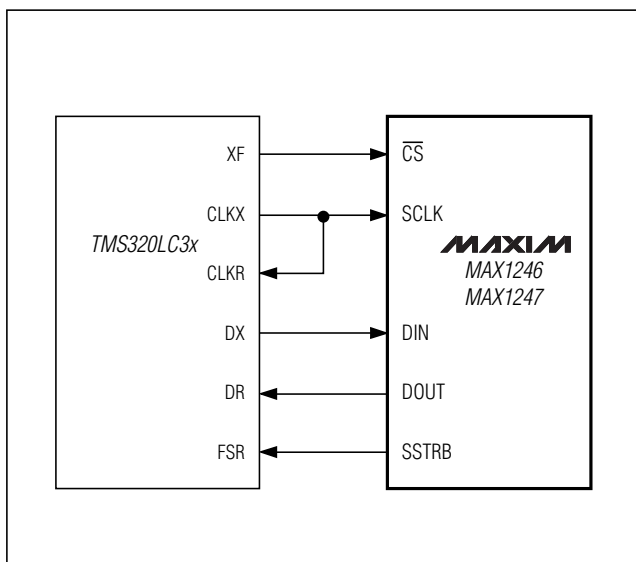 XF
CS
CLKX
SCLK
TMS320LC3x
MAXIM
MAX1246
MAX1247
CLKR
DX
DIN
DR
DOUT
FSR
SSTRB